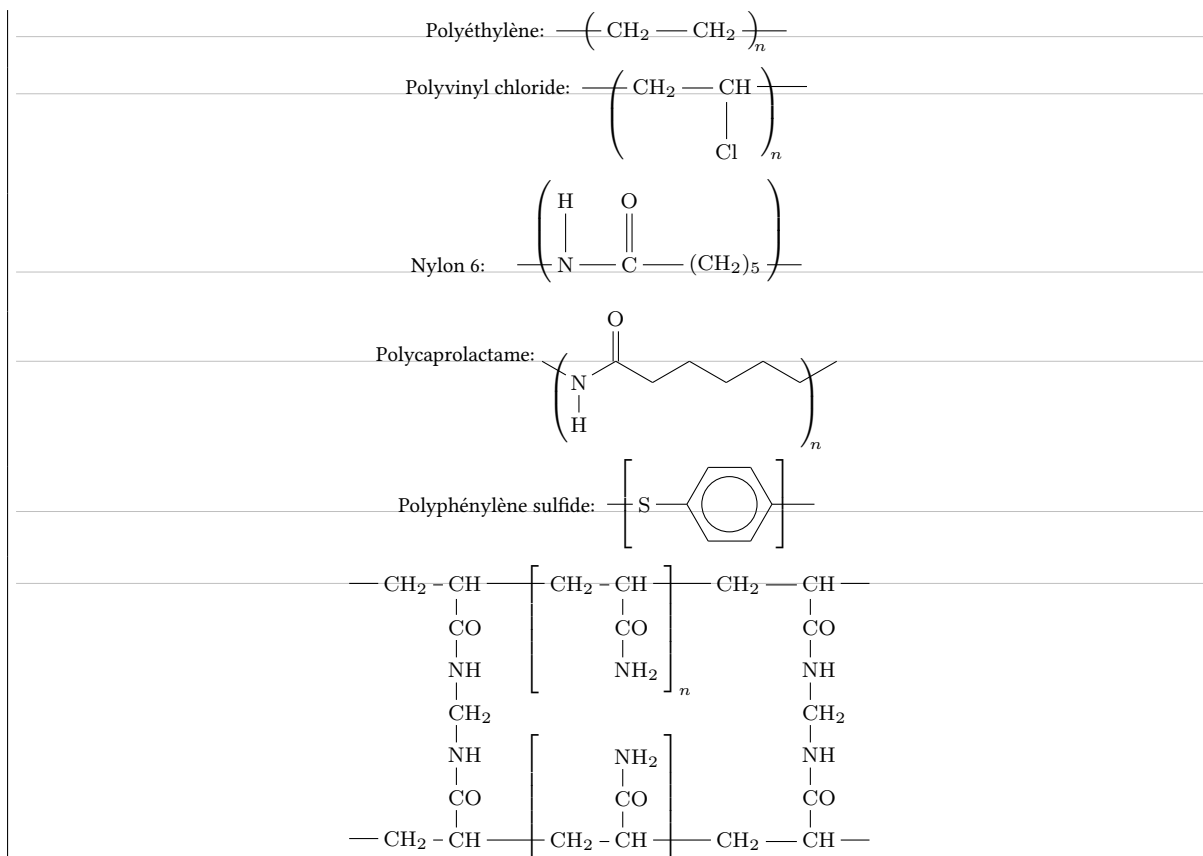 Polyéthylène: CH2 CH2 n
Polyvinyl chloride: CH2 CH n
Cl
H O
Nylon 6: N C (CH2)5
O
Polycaprolactame: N
H n
Polyphénylène sulfide: S
CH2 CH CH2 CH CH2 CH
CO CO CO
NH NH2 NH
n
CH2 CH2
NH NH2 NH
CO CO CO
CH2 CH CH2 CH CH2 CH